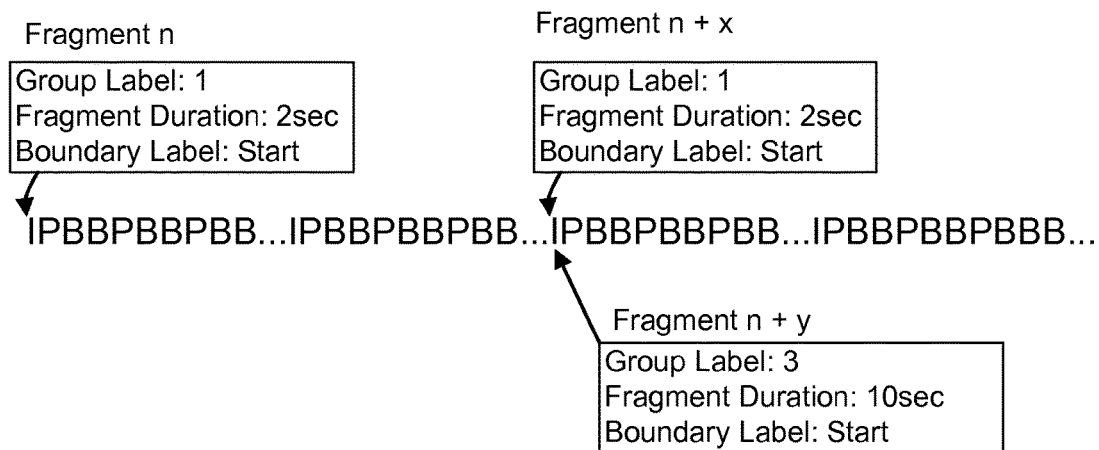 Fragment n
Group Label: 1
Fragment Duration: 2sec
Boundary Label: Start
Fragment n + x
Group Label: 1
Fragment Duration: 2sec
Boundary Label: Start
IPBBPBBPBB...IPBBPBBPBB...IPBBPBBPBB...IPBBPBBPBBB...
Fragment n + y
Group Label: 3
Fragment Duration: 10sec
Boundary Label: Start